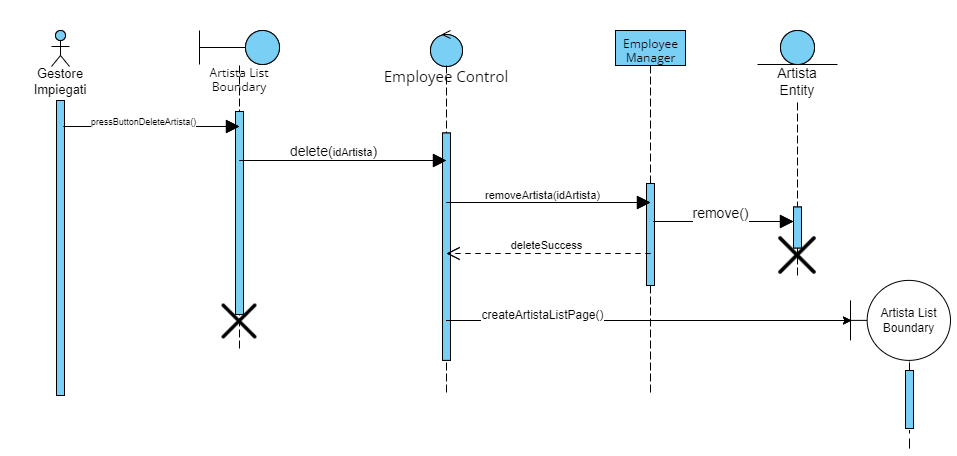 Gestore
Impiegati
Artista List
Boundary
Employee Control
Employee
Manager
Artista
Entity
pressButtonDeleteArtista()
delete(idArtista)
removeArtista(idArtista)
remove()
deleteSuccess
createArtistaListPage()
Artista List
Boundary